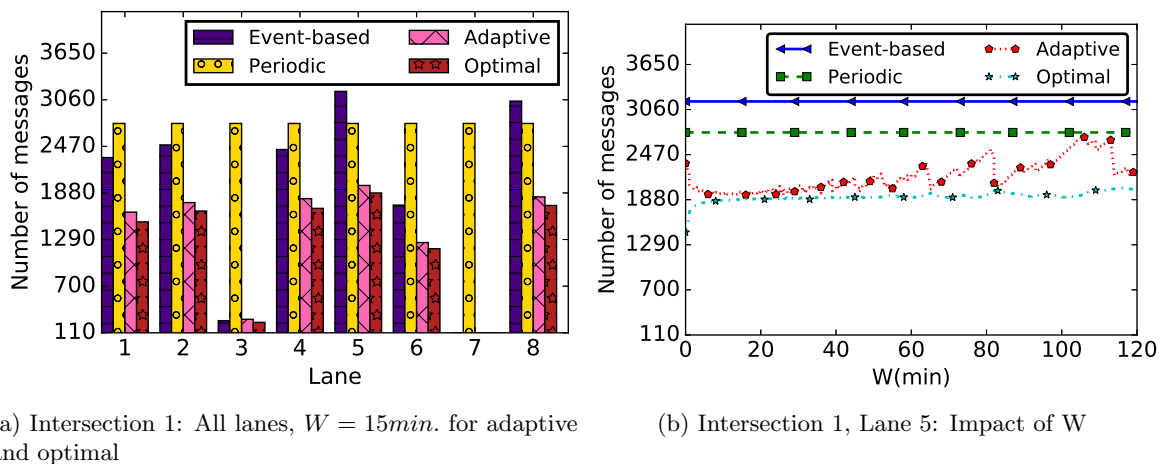 Number of messages
3650
3060
2470
1880
1290
700
110
Event-based
Periodic
Adaptive
Optimal
1 2 3 4 5 6 7 8
Lane
Number of messages
3650
3060
2470
1880
1290
700
110
Event-based
Periodic
Adaptive
Optimal
0 20 40 60 80 100 120
W(min)
a) Intersection 1: All lanes, W = 15min. for adaptive
and optimal
(b) Intersection 1, Lane 5: Impact of W